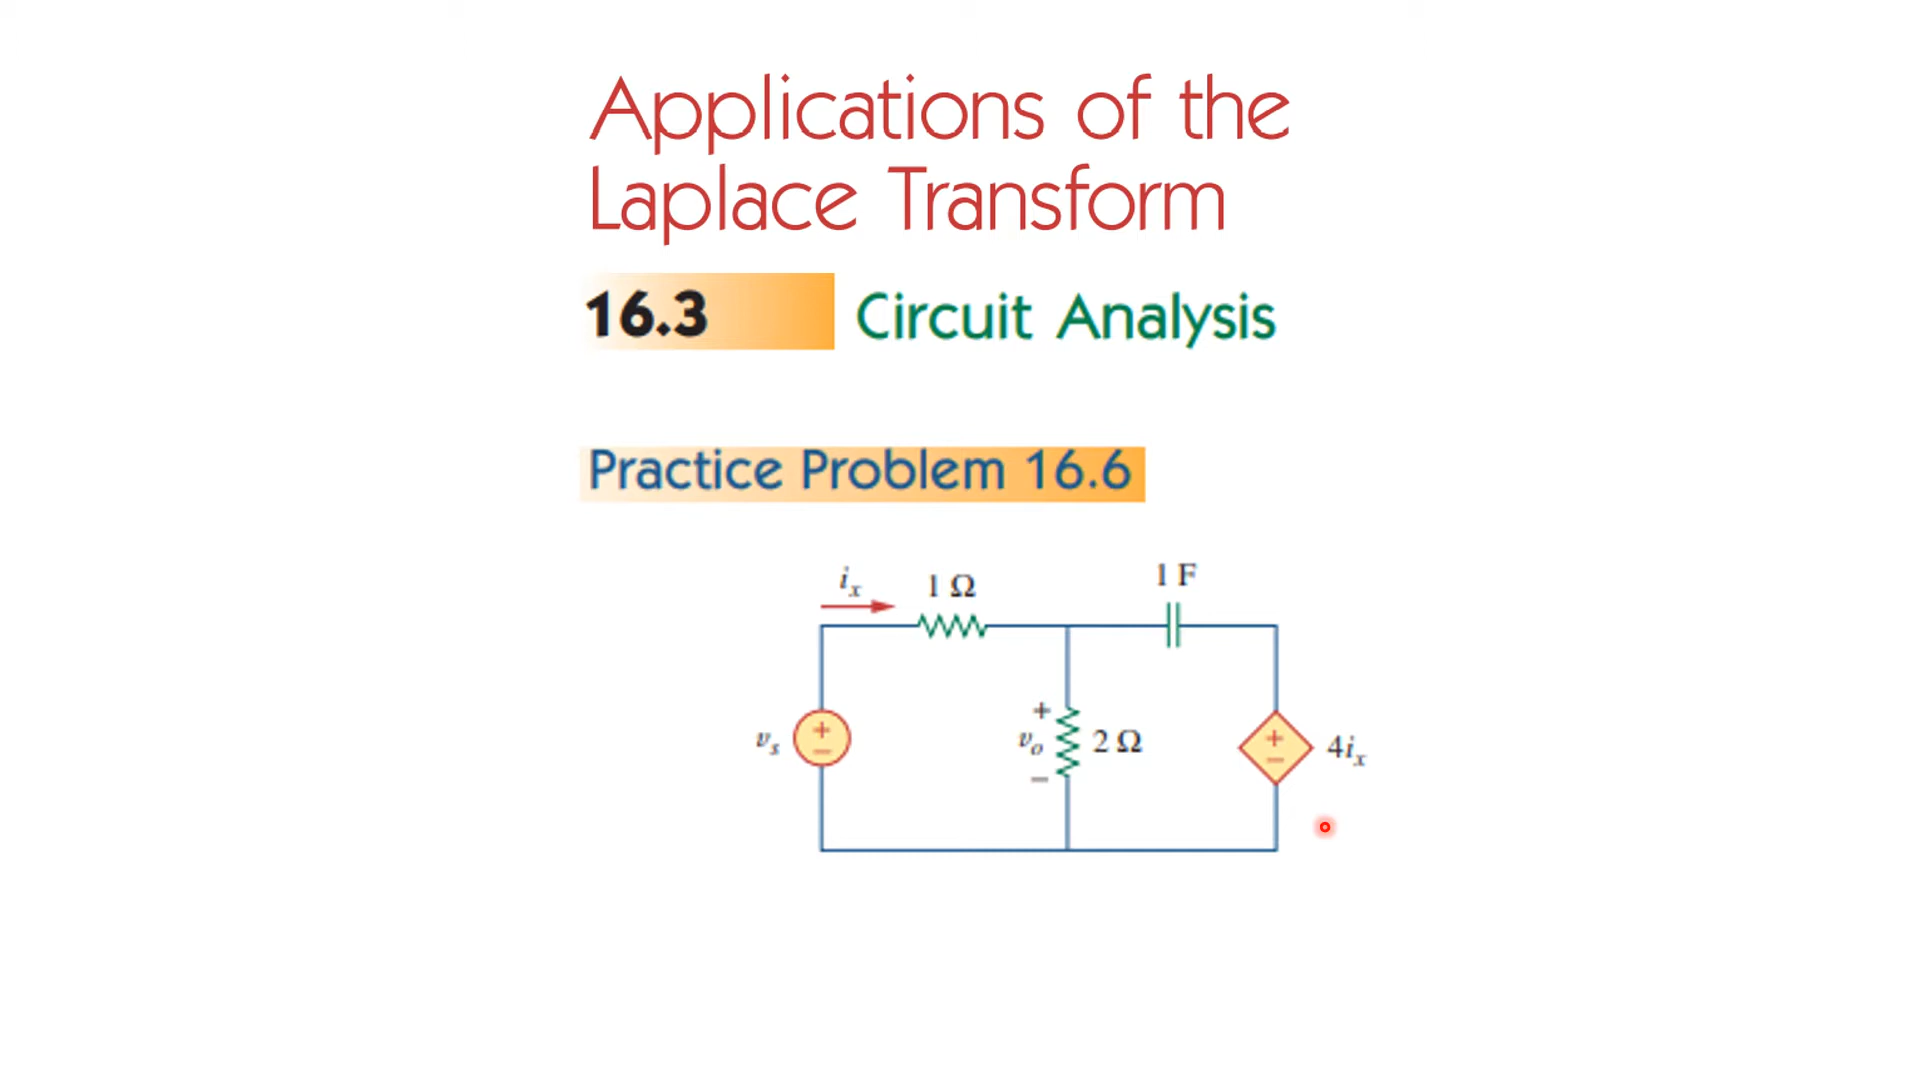 Applications of the
Laplace Transform
16.3 Circuit Analysis
Practice Problem 16.6
iₓ 1 Ω 1 F
+
vₛ + − vₒ 2 Ω + − 4iₓ
−